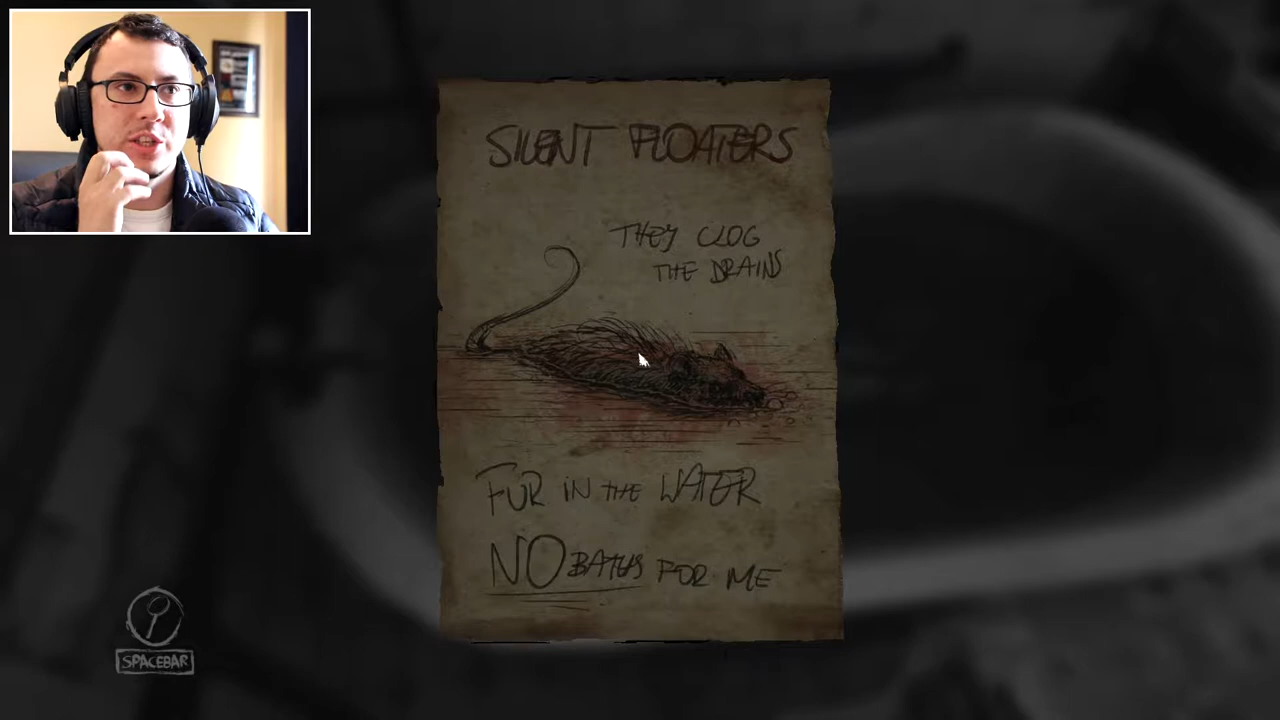 SILENT FLOATERS
THEY CLOG
THE DRAINS
FUR IN THE WATER
NO BATHS FOR ME
SPACEBAR